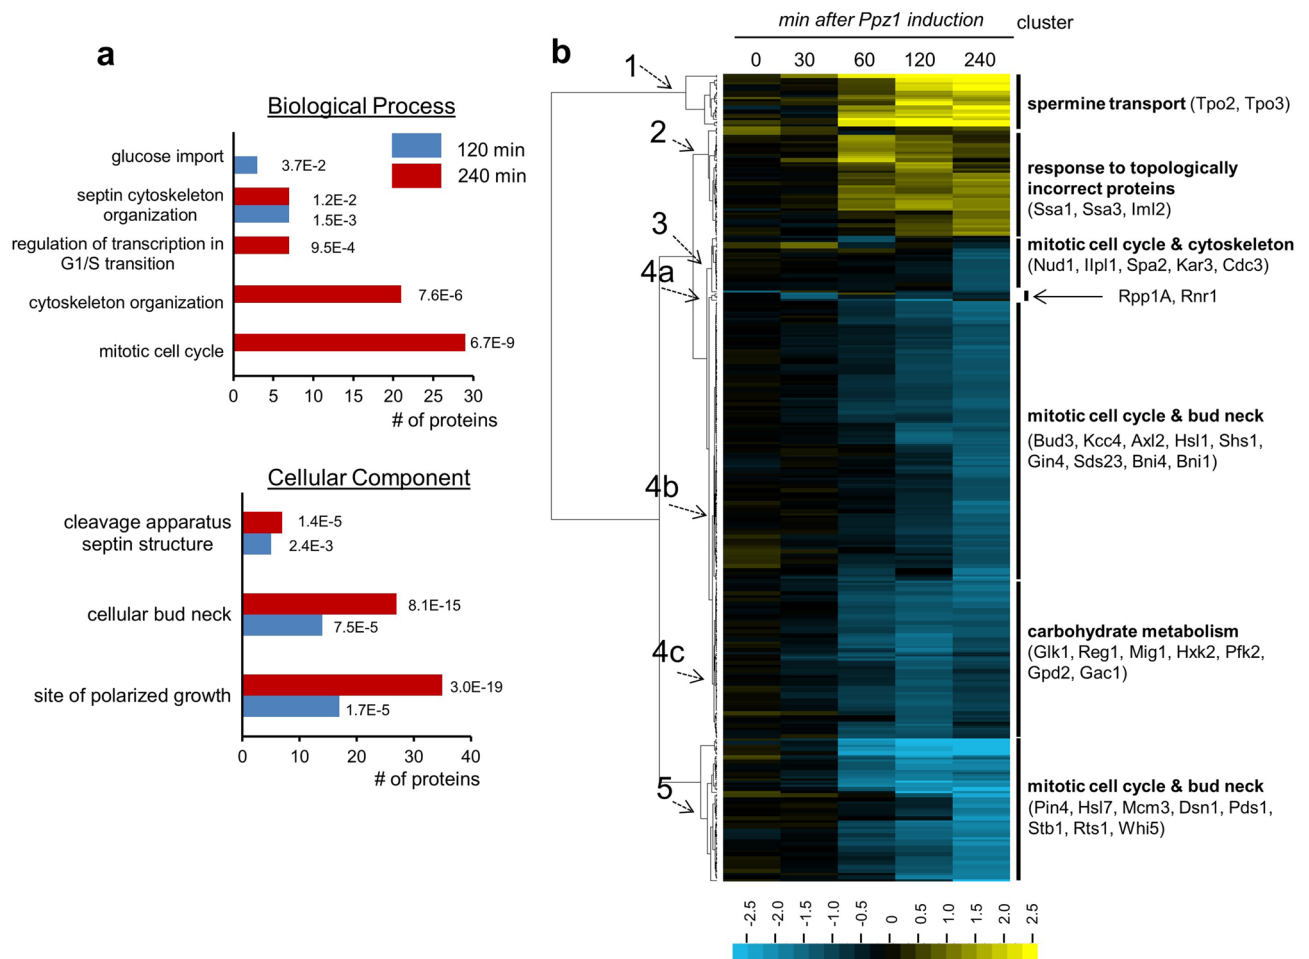 a
Biological Process
120 min
240 min
glucose import
3.7E-2
septin cytoskeleton
organization
1.2E-2
1.5E-3
regulation of transcription in
G1/S transition
9.5E-4
cytoskeleton organization
7.6E-6
mitotic cell cycle
6.7E-9
0 5 10 15 20 25 30
# of proteins
Cellular Component
cleavage apparatus
septin structure
1.4E-5
2.4E-3
cellular bud neck
8.1E-15
7.5E-5
site of polarized growth
3.0E-19
1.7E-5
0 10 20 30 40
# of proteins
b
min after Ppz1 induction
cluster
0 30 60 120 240
1
2
3
4a
4b
4c
5
spermine transport (Tpo2, Tpo3)
response to topologically
incorrect proteins
(Ssa1, Ssa3, Iml2)
mitotic cell cycle & cytoskeleton
(Nud1, IIpl1, Spa2, Kar3, Cdc3)
Rpp1A, Rnr1
mitotic cell cycle & bud neck
(Bud3, Kcc4, Axl2, Hsl1, Shs1,
Gin4, Sds23, Bni4, Bni1)
carbohydrate metabolism
(Glk1, Reg1, Mig1, Hxk2, Pfk2,
Gpd2, Gac1)
mitotic cell cycle & bud neck
(Pin4, Hsl7, Mcm3, Dsn1, Pds1,
Stb1, Rts1, Whi5)
-2.5 -2.0 -1.5 -1.0 -0.5 0 0.5 1.0 1.5 2.0 2.5